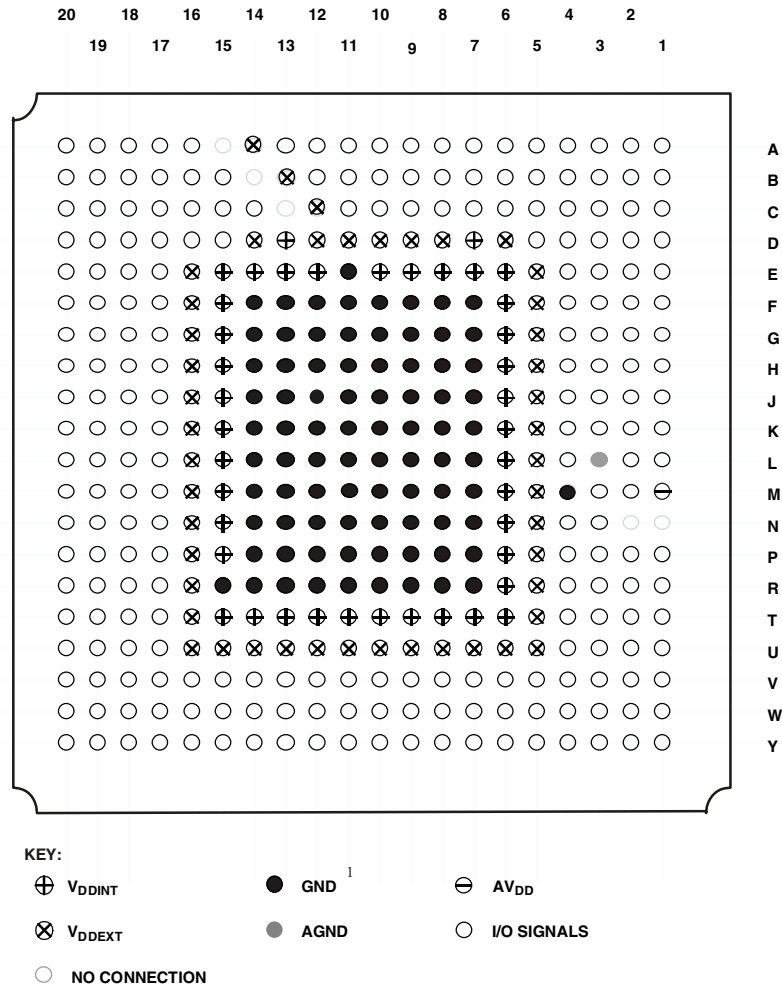 20 18 16 14 12 10 8 6 4 2
19 17 15 13 11 9 7 5 3 1
A
B
C
D
E
F
G
H
J
K
L
M
N
P
R
T
U
V
W
Y
KEY:
VDDINT GND 1 AVDD
VDDEXT AGND I/O SIGNALS
NO CONNECTION